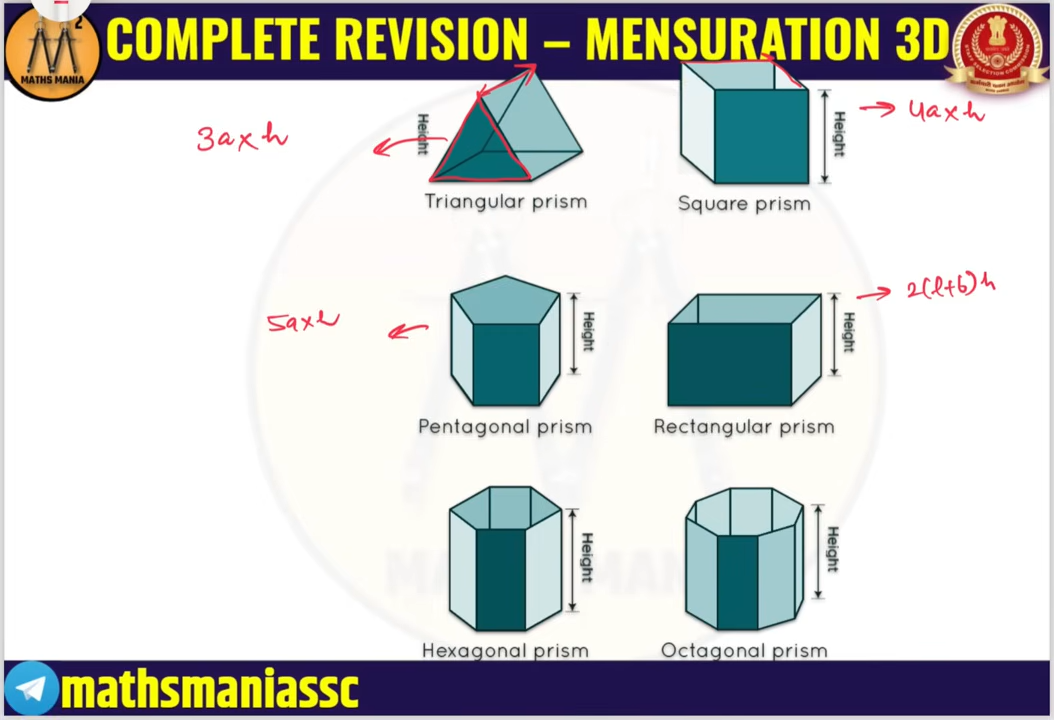 COMPLETE REVISION – MENSURATION 3D
2
MATHS MANIA
3a×h
Height
Triangular prism
Height
→ 4a×h
Square prism
5a×h
Height
Pentagonal prism
Height
→ 2(l+b)h
Rectangular prism
Height
Hexagonal prism
Height
Octagonal prism
mathsmaniassc